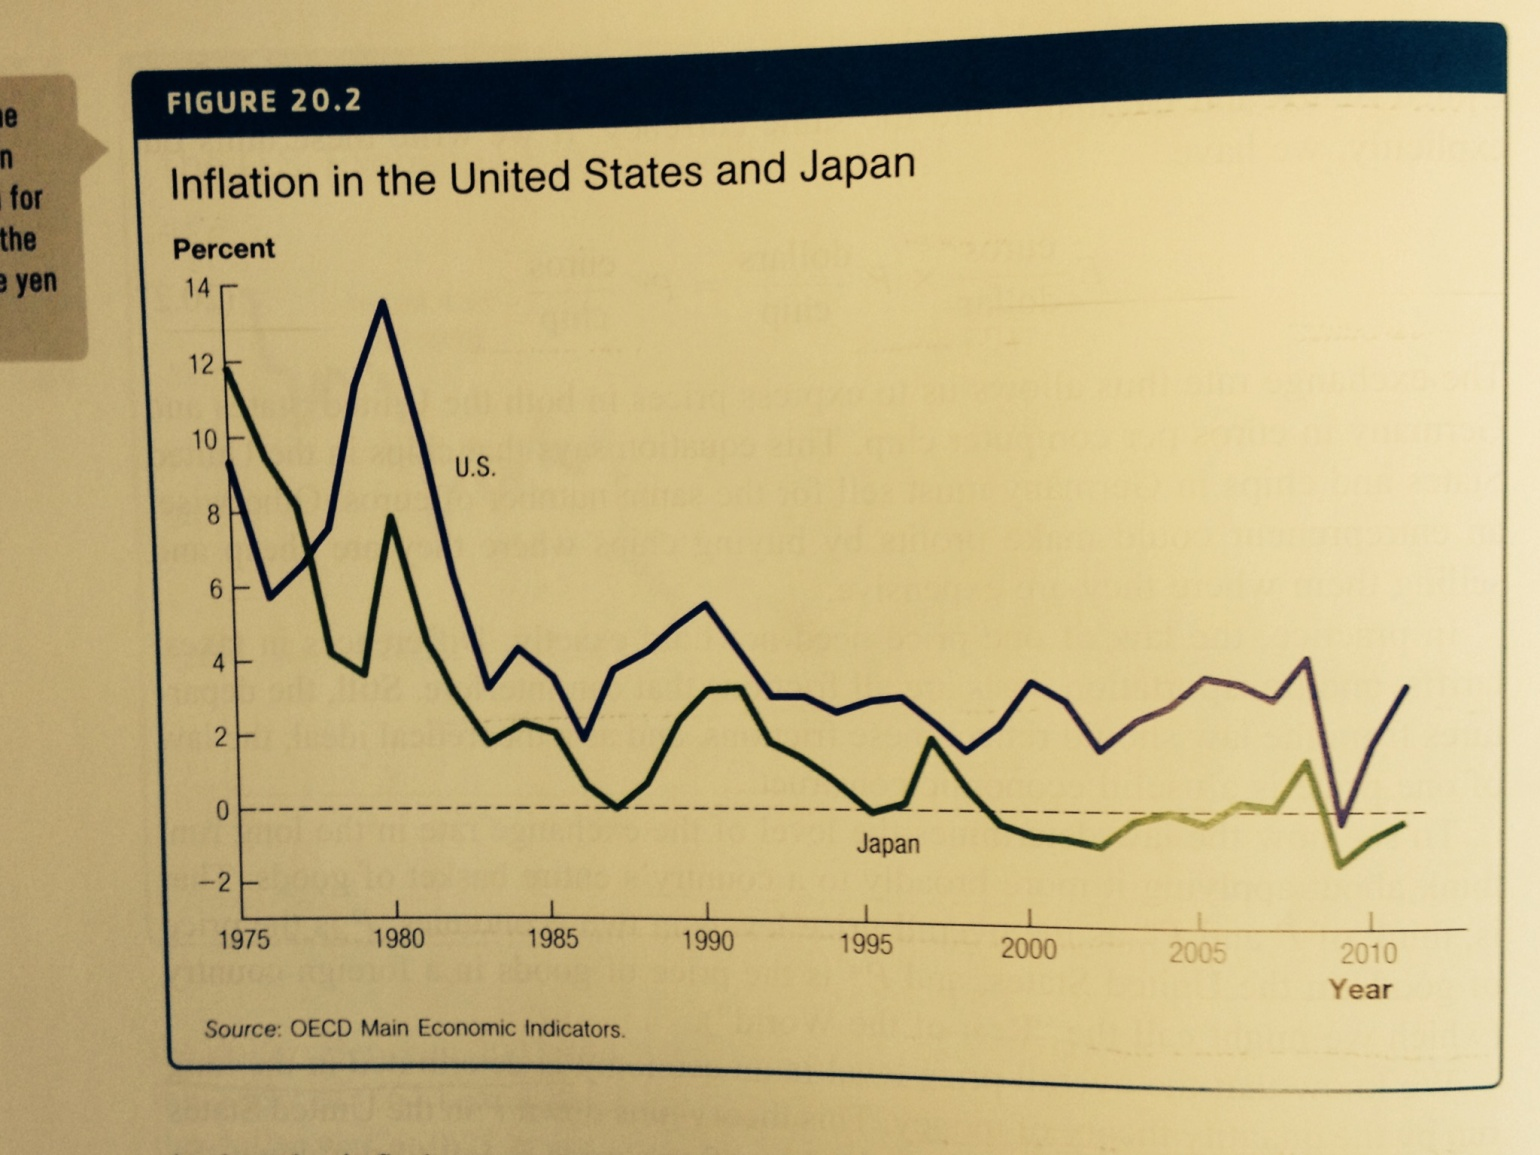 for
the
yen
FIGURE 20.2
Inflation in the United States and Japan
Percent
14
12
10
8
6
4
2
0
−2
U.S.
Japan
1975 1980 1985 1990 1995 2000 2005 2010
Year
Source: OECD Main Economic Indicators.